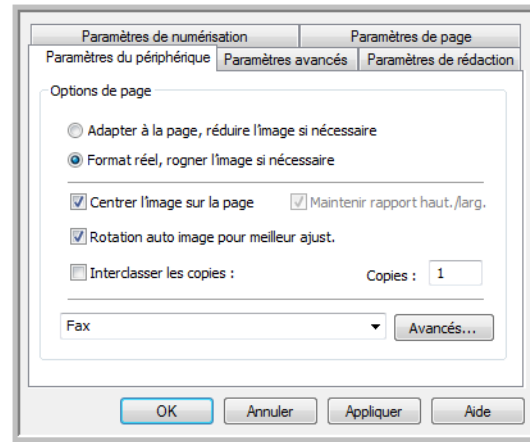 Paramètres de numérisation Paramètres de page
Paramètres du périphérique Paramètres avancés Paramètres de rédaction
Options de page
Adapter à la page, réduire l'image si nécessaire
Format réel, rogner l'image si nécessaire
Centrer l'image sur la page Maintenir rapport haut./larg.
Rotation auto image pour meilleur ajust.
Interclasser les copies : Copies : 1
Fax Avancés...
OK Annuler Appliquer Aide